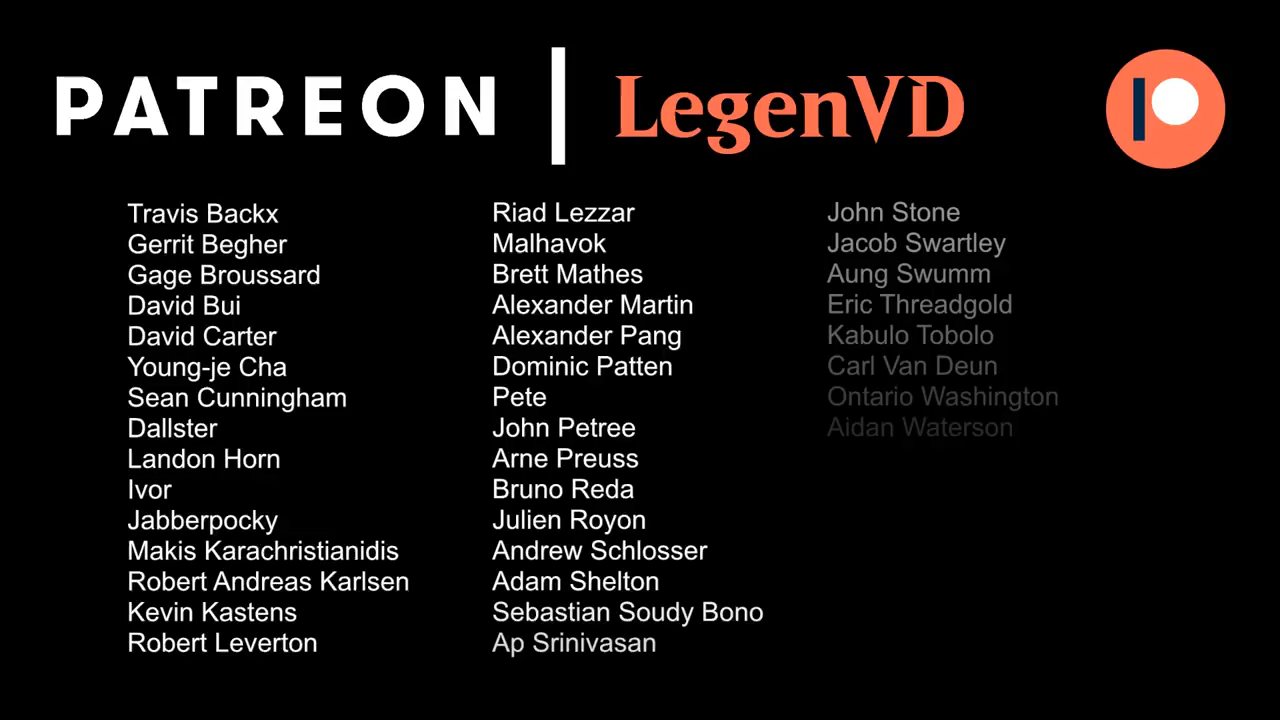 PATREON | LegenVD
Travis Backx
Gerrit Begher
Gage Broussard
David Bui
David Carter
Young-je Cha
Sean Cunningham
Dallster
Landon Horn
Ivor
Jabberpocky
Makis Karachristianidis
Robert Andreas Karlsen
Kevin Kastens
Robert Leverton
Riad Lezzar
Malhavok
Brett Mathes
Alexander Martin
Alexander Pang
Dominic Patten
Pete
John Petree
Arne Preuss
Bruno Reda
Julien Royon
Andrew Schlosser
Adam Shelton
Sebastian Soudy Bono
Ap Srinivasan
John Stone
Jacob Swartley
Aung Swumm
Eric Threadgold
Kabulo Tobolo
Carl Van Deun
Ontario Washington
Aidan Waterson